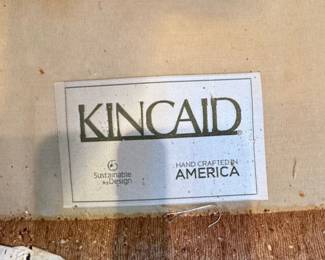 KINCAID
Sustainable
by Design
HAND CRAFTED IN
AMERICA